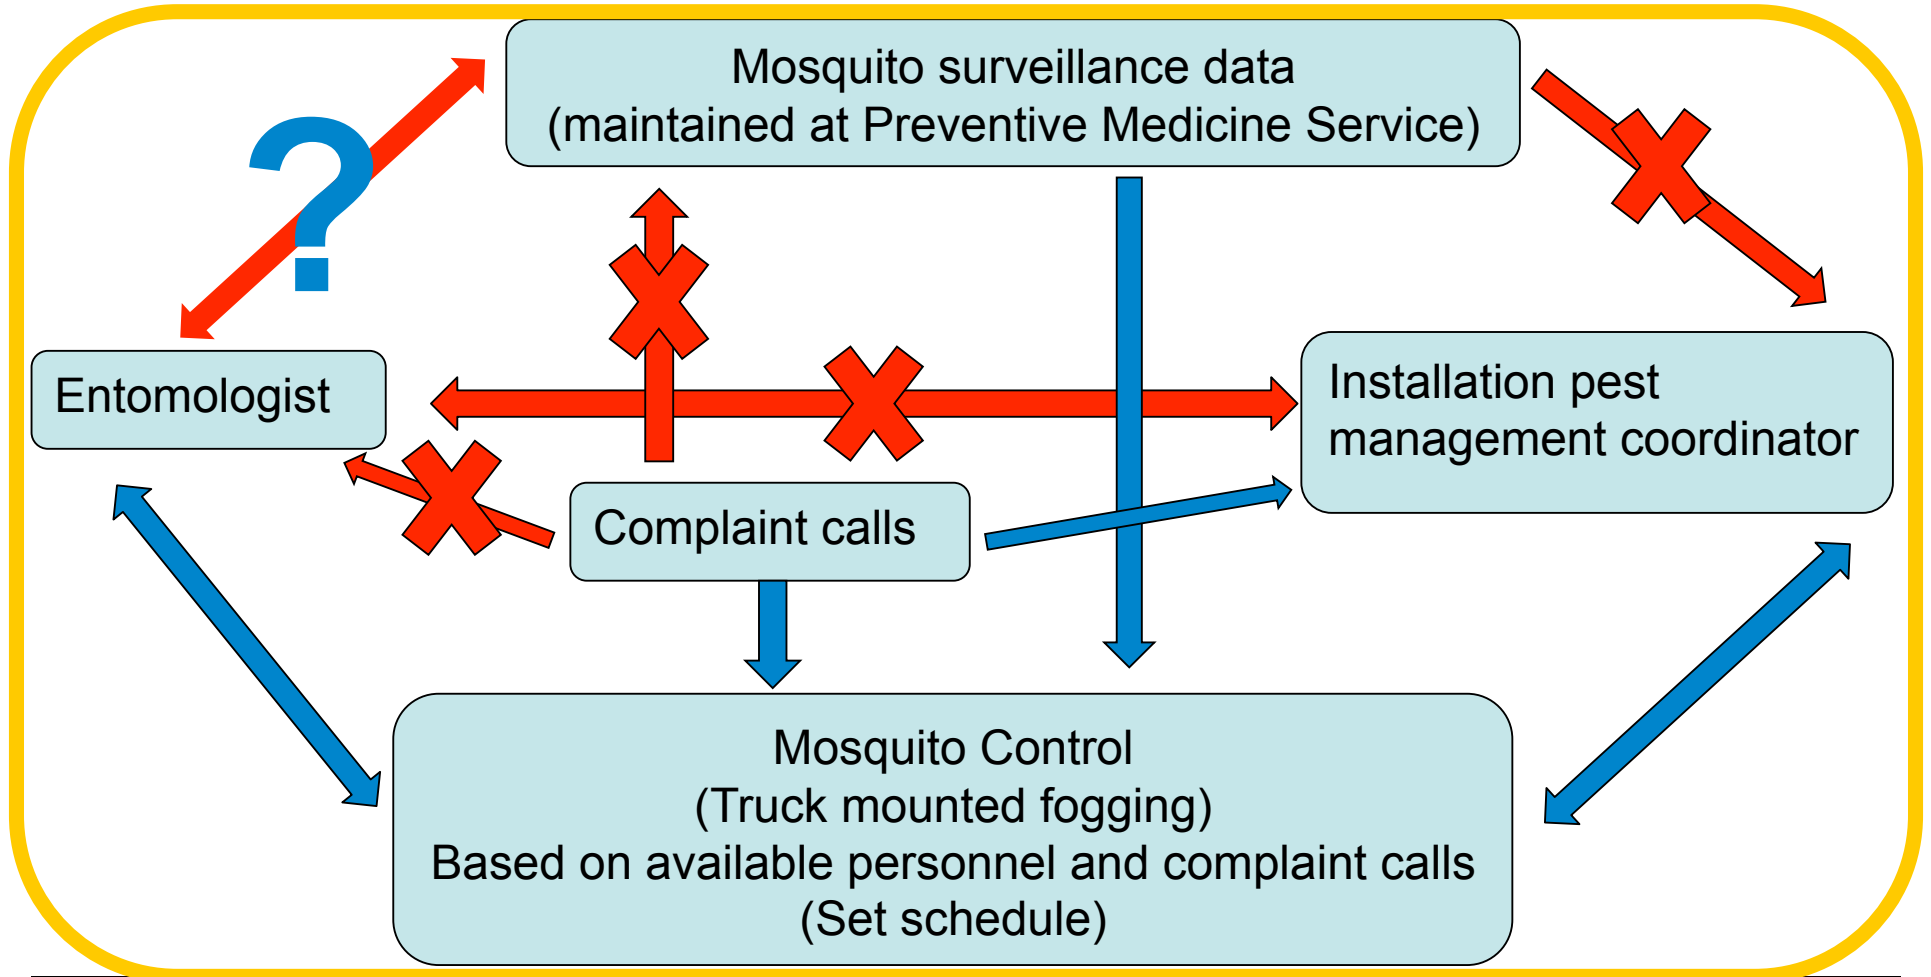 Mosquito surveillance data
(maintained at Preventive Medicine Service)
?
Entomologist
Installation pest
management coordinator
Complaint calls
Mosquito Control
(Truck mounted fogging)
Based on available personnel and complaint calls
(Set schedule)